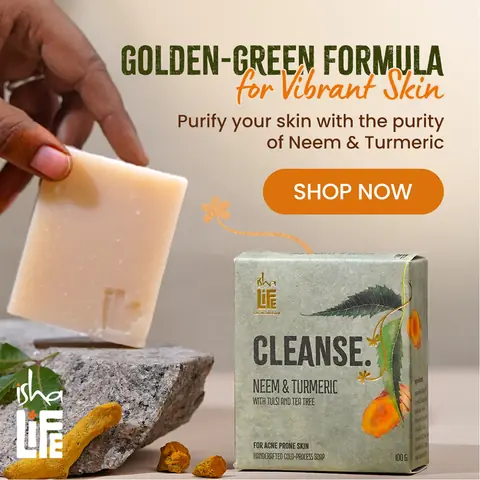 GOLDEN-GREEN FORMULA
for Vibrant Skin
Purify your skin with the purity
of Neem & Turmeric
SHOP NOW
isha
LiFE
CLEANSE.
NEEM & TURMERIC
WITH TULSI AND TEA TREE
FOR ACNE PRONE SKIN
HANDCRAFTED COLD-PROCESS SOAP
100 G
isha
LiFE